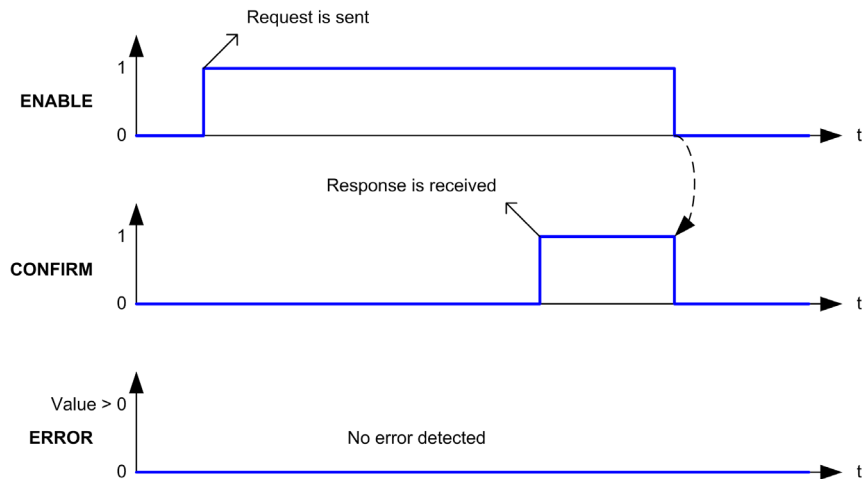 Request is sent
1
ENABLE
0
t
Response is received
1
CONFIRM
0
t
Value > 0
ERROR
No error detected
0
t